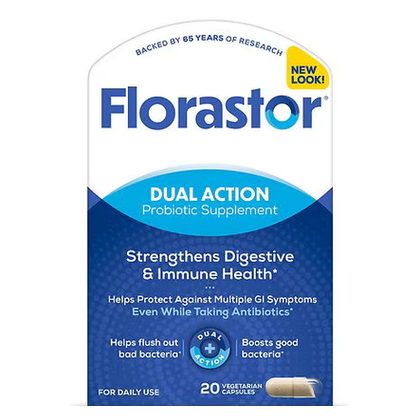 BACKED BY 65 YEARS OF RESEARCH
NEW
LOOK!
Florastor®
DUAL ACTION
Probiotic Supplement
Strengthens Digestive
& Immune Health*
Helps Protect Against Multiple GI Symptoms
Even While Taking Antibiotics*
Helps flush out
bad bacteria*
DUAL
ACTION
Boosts good
bacteria*
FOR DAILY USE
20 VEGETARIAN
CAPSULES